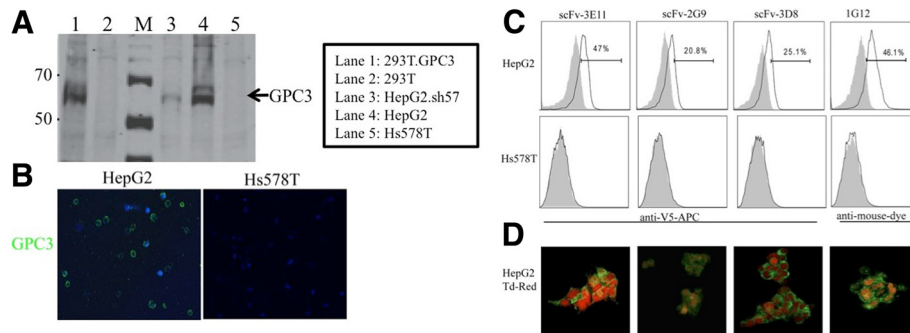 A
1 2 M 3 4 5
70
50
GPC3
Lane 1: 293T.GPC3
Lane 2: 293T
Lane 3: HepG2.sh57
Lane 4: HepG2
Lane 5: Hs578T
B
HepG2 Hs578T
GPC3
C
scFv-3E11 scFv-2G9 scFv-3D8 1G12
HepG2
47% 20.8% 25.1% 46.1%
Hs578T
anti-V5-APC anti-mouse-dye
D
HepG2
Td-Red